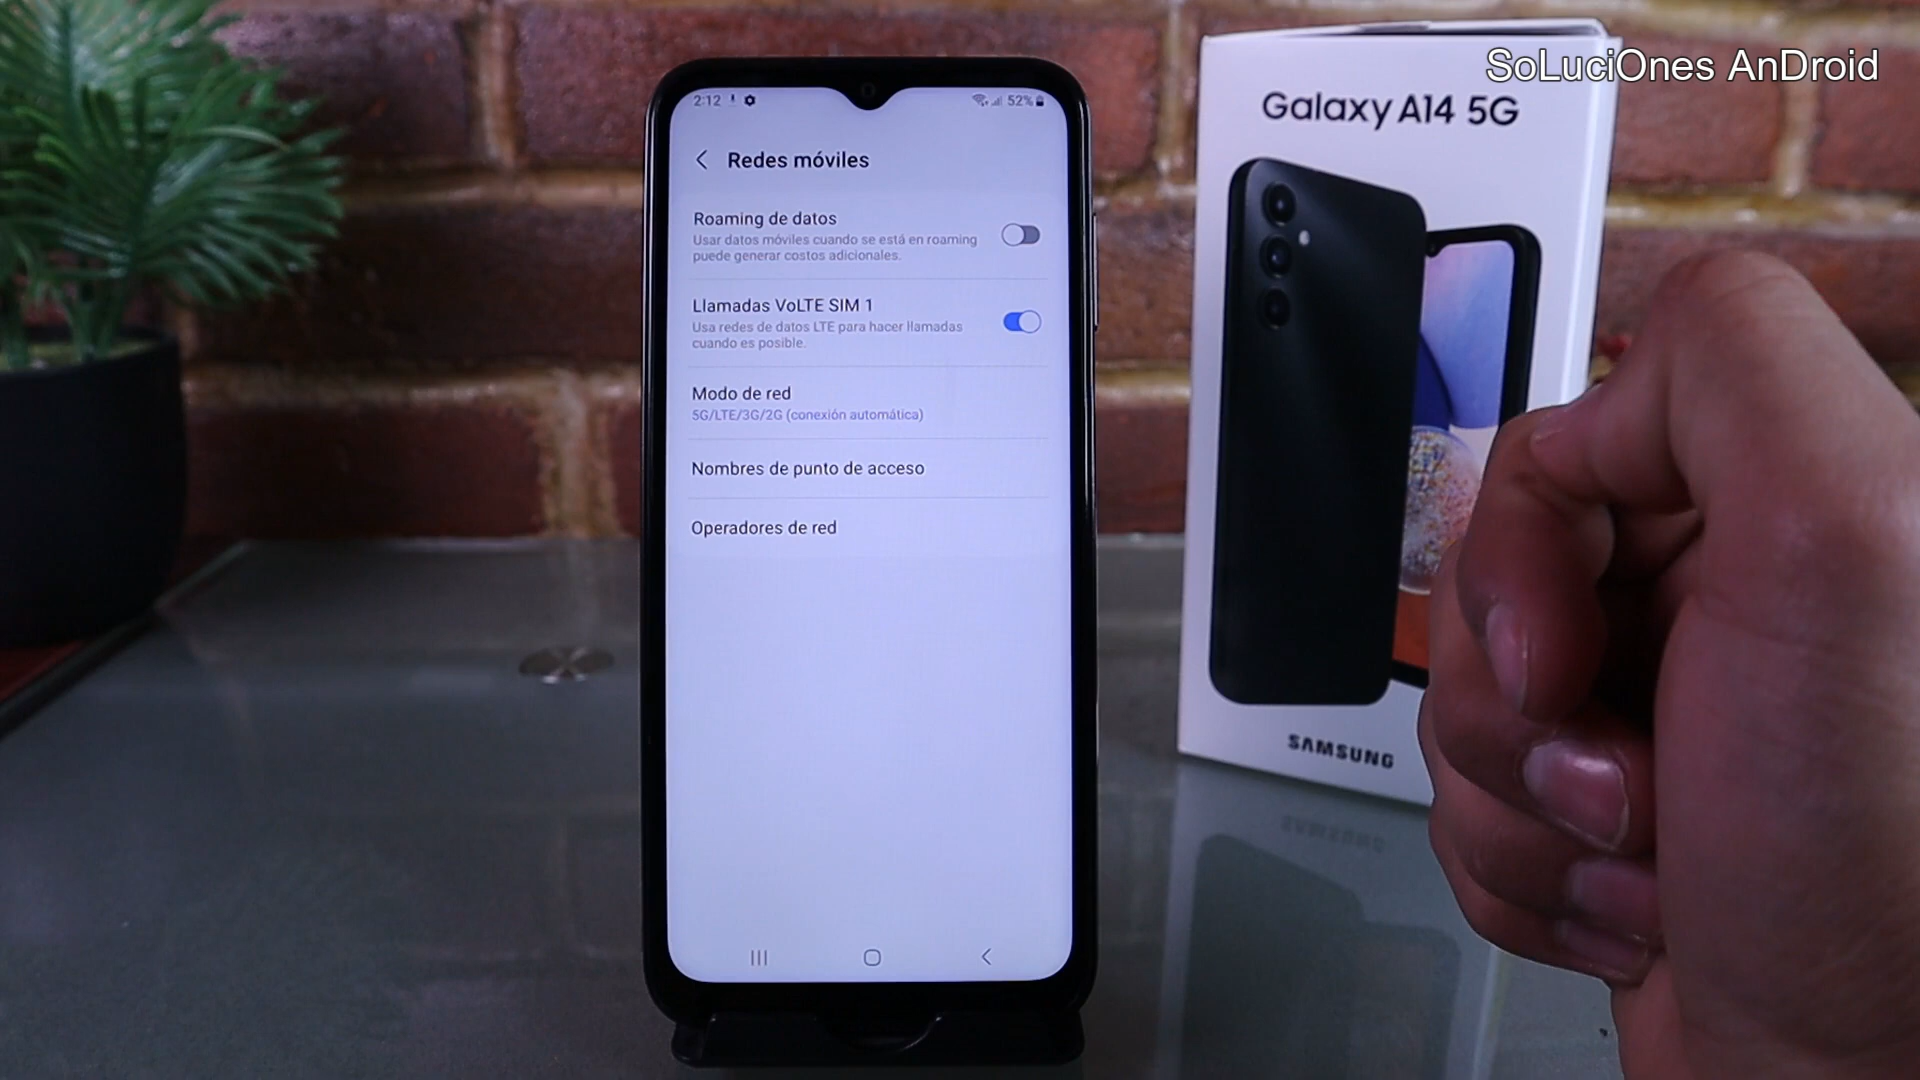 SoLuciOnes AnDroid
2:12
52%
Redes móviles
Roaming de datos
Usar datos móviles cuando se está en roaming
puede generar costos adicionales.
Llamadas VoLTE SIM 1
Usa redes de datos LTE para hacer llamadas
cuando es posible.
Modo de red
5G/LTE/3G/2G (conexión automática)
Nombres de punto de acceso
Operadores de red
Galaxy A14 5G
SAMSUNG
SAMSUNG